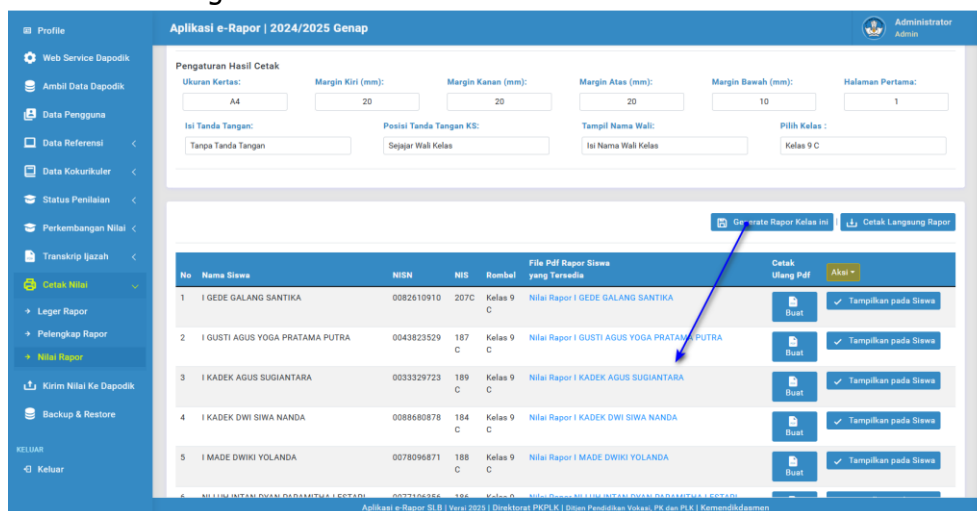 Profile
Aplikasi e-Rapor | 2024/2025 Genap
Administrator
Admin
Web Service Dapodik
Ambil Data Dapodik
Data Pengguna
Data Referensi
Data Kokurikuler
Status Penilaian
Perkembangan Nilai
Transkrip Ijazah
Cetak Nilai
Leger Rapor
Pelengkap Rapor
Nilai Rapor
Kirim Nilai Ke Dapodik
Backup & Restore
KELUAR
Keluar
Pengaturan Hasil Cetak
Ukuran Kertas: Margin Kiri (mm): Margin Kanan (mm): Margin Atas (mm): Margin Bawah (mm): Halaman Pertama:
A4 20 20 20 10 1
Isi Tanda Tangan: Posisi Tanda Tangan KS: Tampil Nama Wali: Pilih Kelas :
Tanpa Tanda Tangan Sejajar Wali Kelas Isi Nama Wali Kelas Kelas 9 C
Generate Rapor Kelas ini | Cetak Langsung Rapor
No Nama Siswa NISN NIS Rombel File Pdf Rapor Siswa yang Tersedia Cetak Ulang Pdf Aksi
1 I GEDE GALANG SANTIKA 0082610910 207C Kelas 9 C Nilai Rapor I GEDE GALANG SANTIKA Buat Tampilkan pada Siswa
2 I GUSTI AGUS YOGA PRATAMA PUTRA 0043823529 187 C Kelas 9 C Nilai Rapor I GUSTI AGUS YOGA PRATAMA PUTRA Buat Tampilkan pada Siswa
3 I KADEK AGUS SUGIANTARA 0033329723 189 C Kelas 9 C Nilai Rapor I KADEK AGUS SUGIANTARA Buat Tampilkan pada Siswa
4 I KADEK DWI SIWA NANDA 0088680878 184 C Kelas 9 C Nilai Rapor I KADEK DWI SIWA NANDA Buat Tampilkan pada Siswa
5 I MADE DWIKI YOLANDA 0078096871 188 C Kelas 9 C Nilai Rapor I MADE DWIKI YOLANDA Buat Tampilkan pada Siswa
Aplikasi e-Rapor SLB | Versi 2025 | Direktorat PKPLK | Ditjen Pendidikan Vokasi, PK dan PLK | Kemendikdasmen